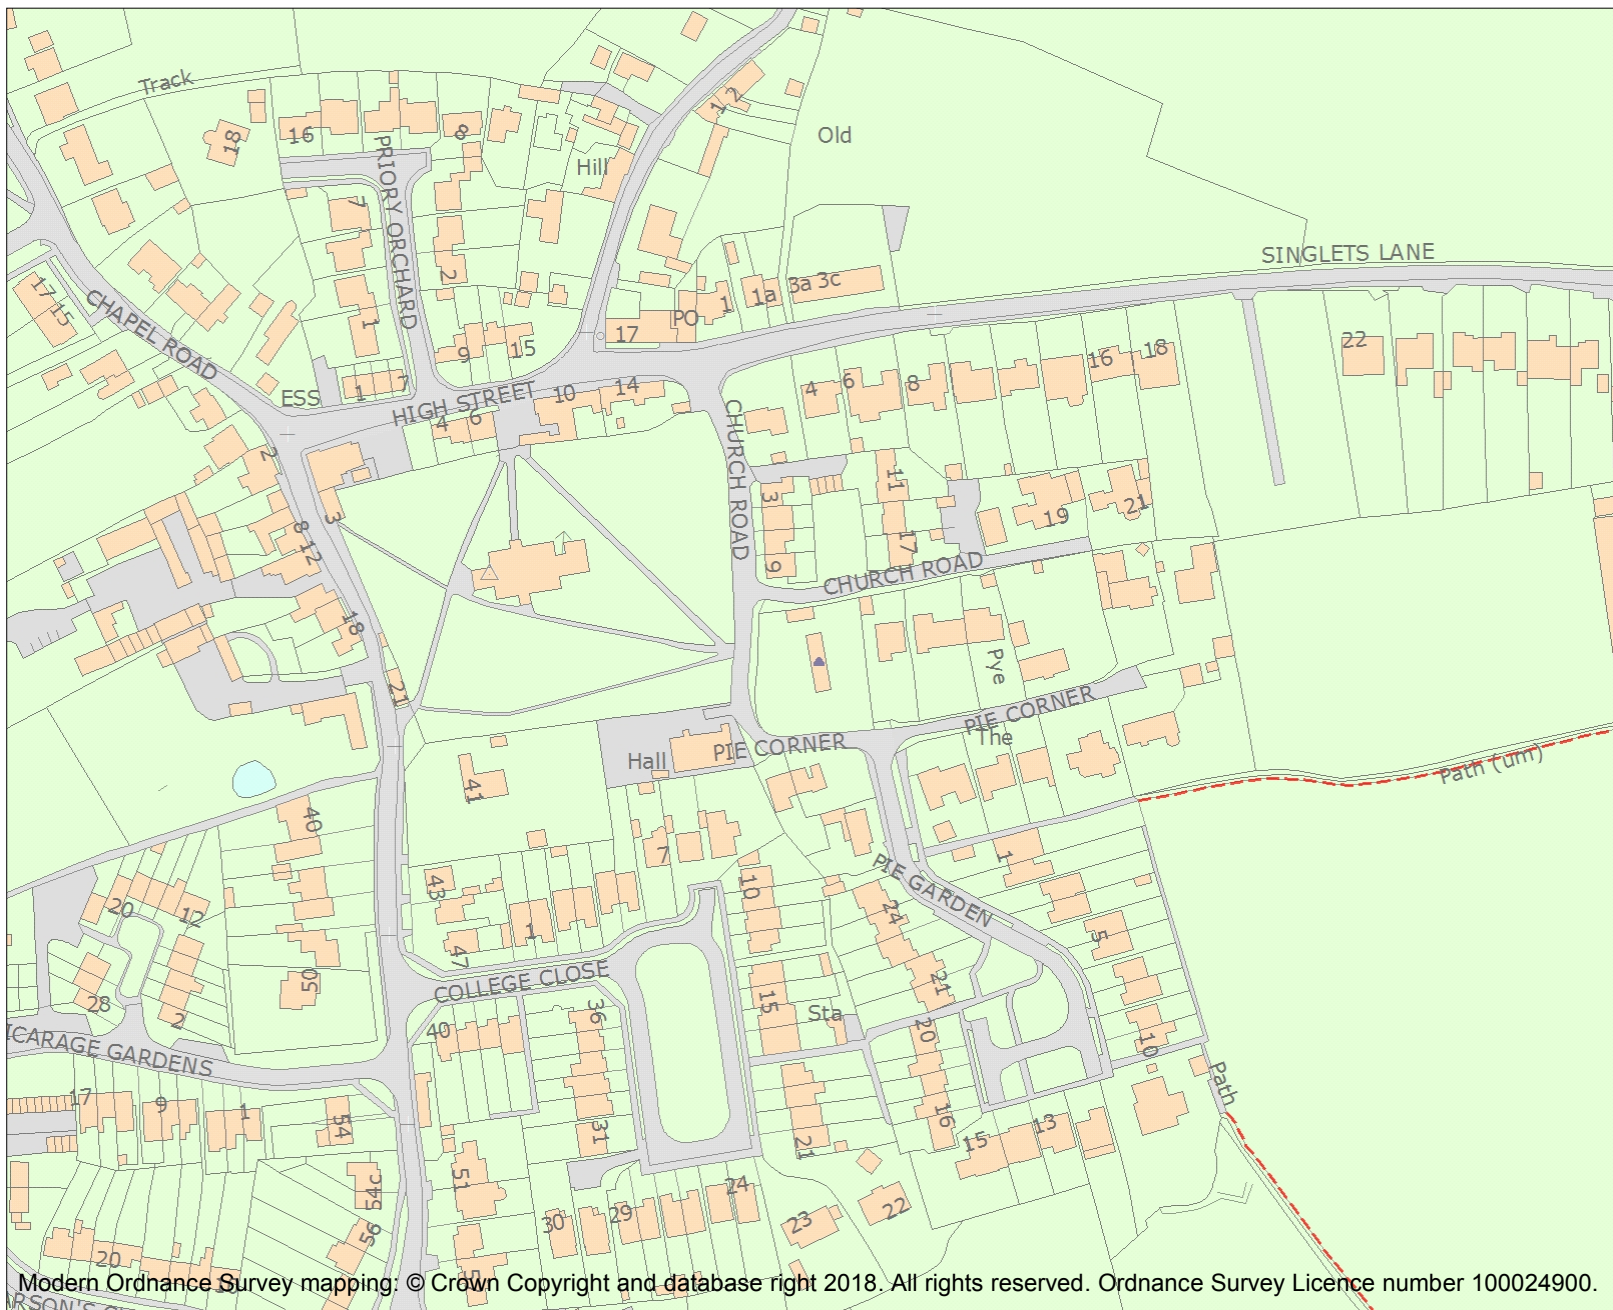 Track
18
16
PRIORY ORCHARD
8
Hill
1 2
Old
7
2
1
17 15
CHAPEL ROAD
9
15
17
PO
1
1a
3a 3c
SINGLETS LANE
ESS
1
7
HIGH STREET
4
6
10
14
CHURCH ROAD
4
6
8
16
18
22
2
3
8
12
18
21
3
9
11
17
19
21
CHURCH ROAD
Pye
PIE CORNER
The
Hall
PIE CORNER
Path (um)
41
40
7
43
1
47
10
PIE GARDEN
1
24
5
20
12
28
2
50
COLLEGE CLOSE
36
40
15
Sta
21
20
16
10
Path
ICARAGE GARDENS
17
9
1
54
54c
56
51
31
21
15
13
30
29
24
23
22
20
Modern Ordnance Survey mapping: © Crown Copyright and database right 2018. All rights reserved. Ordnance Survey Licence number 100024900.